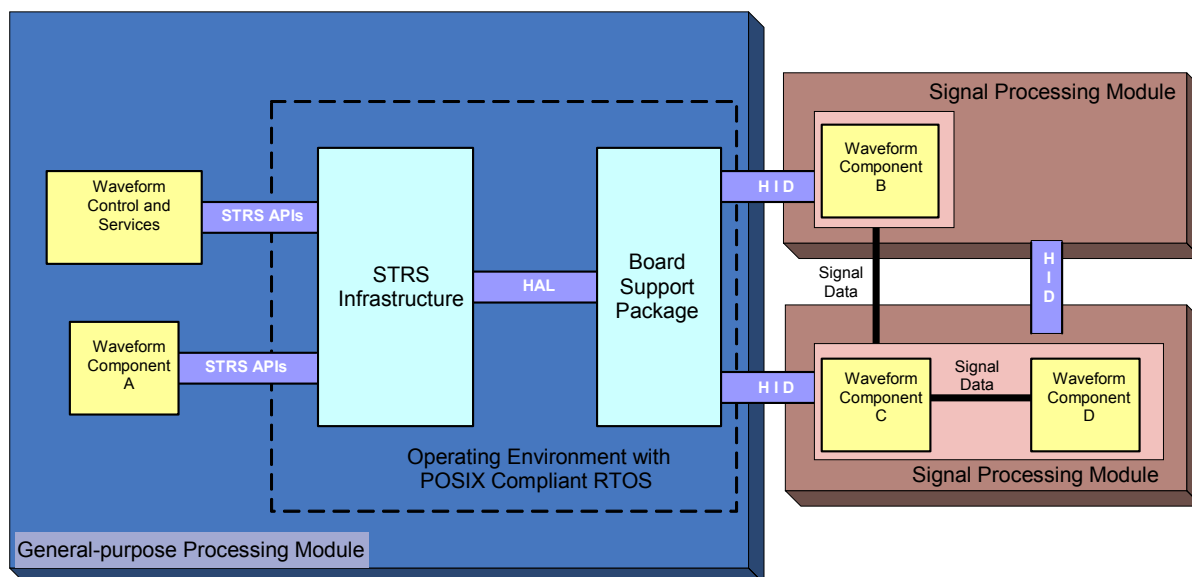 Signal Processing Module
Waveform
Control and
Services
STRS APIs
Waveform
Component
A
STRS APIs
STRS
Infrastructure
HAL
Board
Support
Package
Operating Environment with
POSIX Compliant RTOS
General-purpose Processing Module
H I D
Waveform
Component
B
Signal
Data
H
I
D
H I D
Waveform
Component
C
Signal
Data
Waveform
Component
D
Signal Processing Module